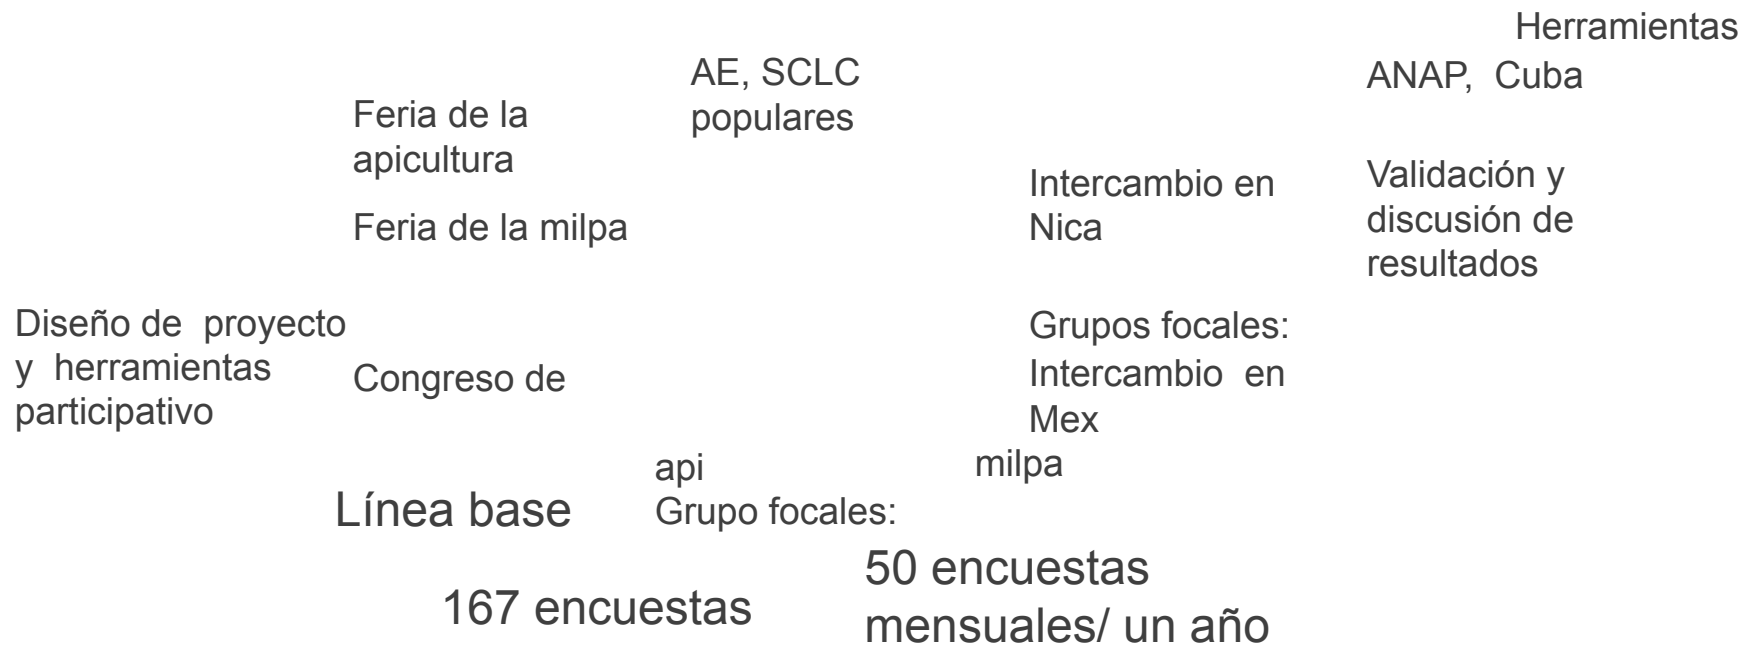 Herramientas
AE, SCLC
populares
ANAP,  Cuba
Feria de la
apicultura
Feria de la milpa
Intercambio en
Nica
Validación y
discusión de
resultados
Diseño de  proyecto
y  herramientas
participativo
Congreso de
Grupos focales:
Intercambio  en
Mex
milpa
api
Grupo focales:
Línea base
167 encuestas
50 encuestas
mensuales/ un año